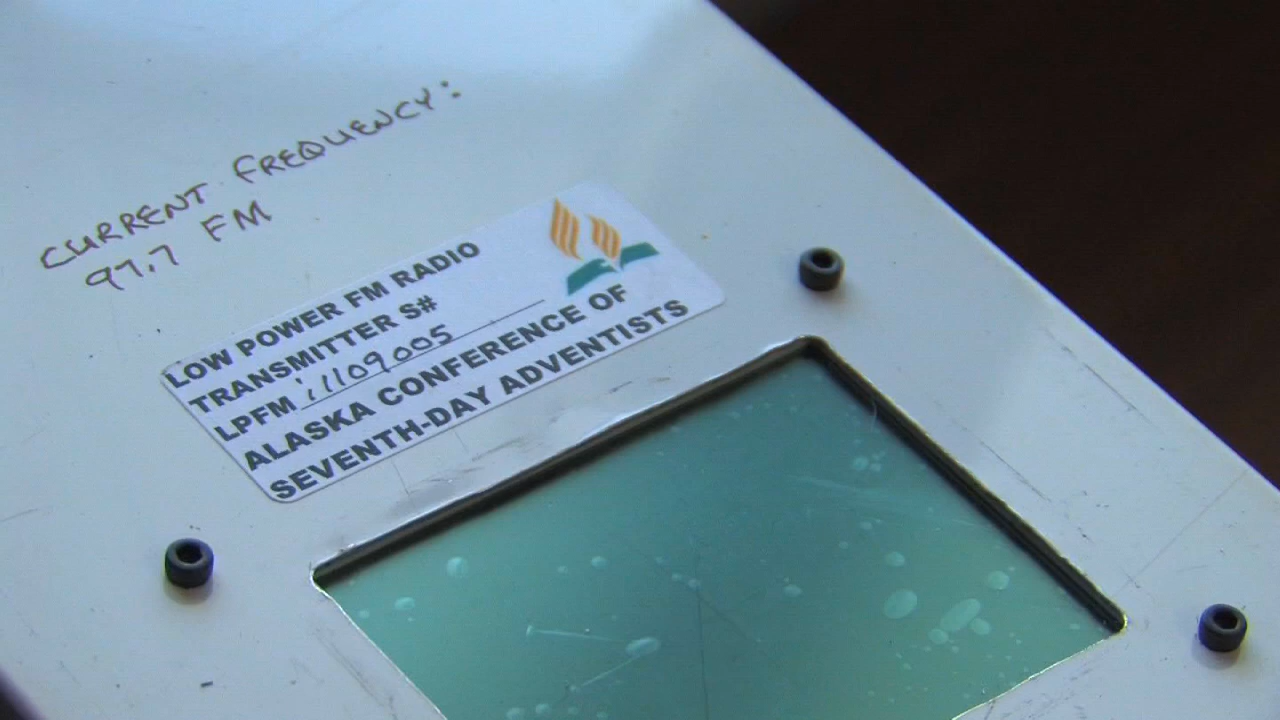 CURRENT FREQUENCY:
97.7 FM
LOW POWER FM RADIO
TRANSMITTER S#
LPFM 11109005
ALASKA CONFERENCE OF
SEVENTH-DAY ADVENTISTS